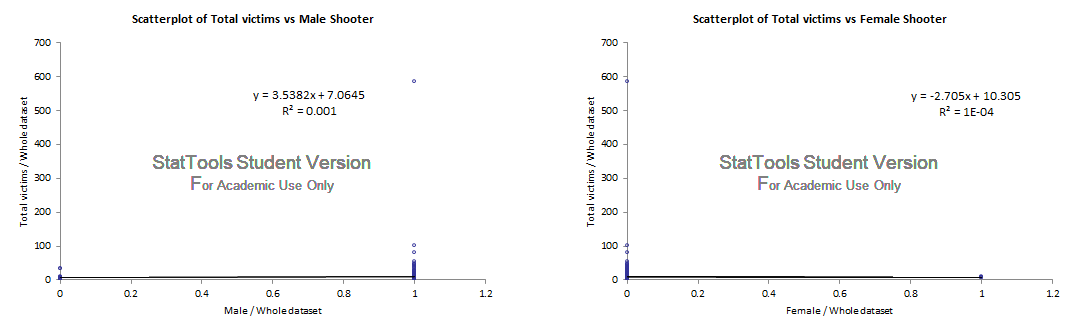 Scatterplot of Total victims vs Male Shooter
700
600
500
400
300
200
100
0
Total victims / Whole dataset
y = 3.5382x + 7.0645
R² = 0.001
StatTools Student Version
For Academic Use Only
0
0.2
0.4
0.6
0.8
1
1.2
Male / Whole dataset
Scatterplot of Total victims vs Female Shooter
700
600
500
400
300
200
100
0
Total victims / Whole dataset
y = -2.705x + 10.305
R² = 1E-04
StatTools Student Version
For Academic Use Only
0
0.2
0.4
0.6
0.8
1
1.2
Female / Whole dataset